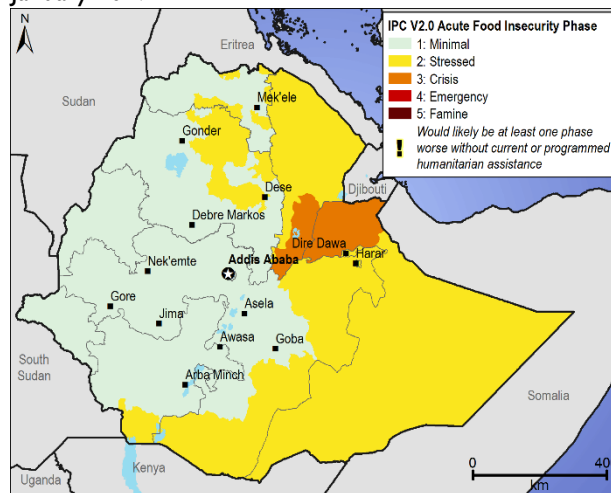 N
IPC V2.0 Acute Food Insecurity Phase
1: Minimal
2: Stressed
3: Crisis
4: Emergency
5: Famine
! Would likely be at least one phase
worse without current or programmed
humanitarian assistance
Eritrea
Sudan
Mek'ele
Gonder
Djibouti
Dese
Debre Markos
Dire Dawa
Harar
Addis Ababa
Nek'emte
Gore
Asela
Jima
Awasa
Goba
South
Sudan
Arba Minch
Somalia
Kenya
Uganda
0 40
km